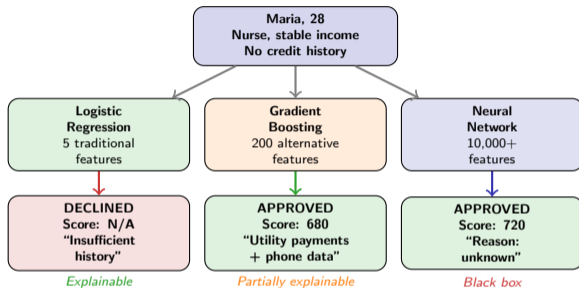 Maria, 28
Nurse, stable income
No credit history
Logistic
Regression
5 traditional
features
Gradient
Boosting
200 alternative
features
Neural
Network
10,000+
features
DECLINED
Score: N/A
“Insufficient
history”
APPROVED
Score: 680
“Utility payments
+ phone data”
APPROVED
Score: 720
“Reason:
unknown”
Explainable
Partially explainable
Black box